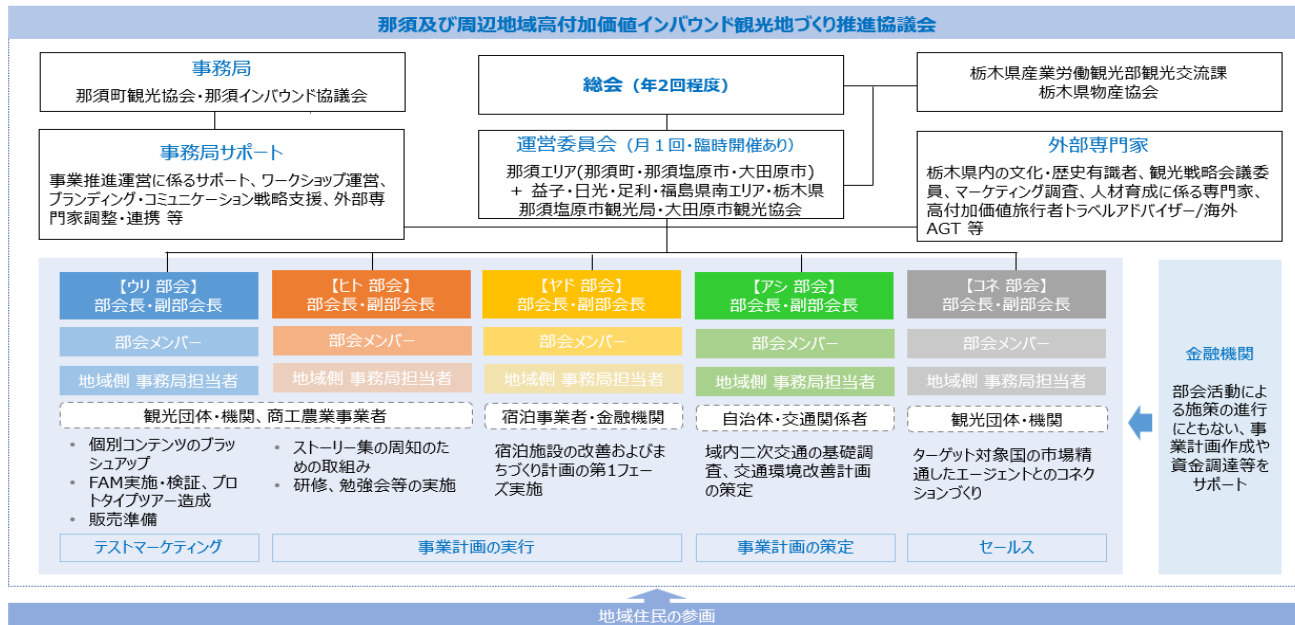 那須及び周辺地域高付加価値インバウンド観光地づくり推進協議会
事務局
那須町観光協会・那須インバウンド協議会
総会 (年2回程度)
栃木県産業労働観光部観光交流課
栃木県物産協会
事務局サポート
事業推進運営に係るサポート、ワークショップ運営、
ブランディング・コミュニケーション戦略支援、外部専
門家調整・連携 等
運営委員会 (月1回・臨時開催あり)
那須エリア(那須町・那須塩原市・大田原市)
+ 益子・日光・足利・福島県南エリア・栃木県
那須塩原市観光局・大田原市観光協会
外部専門家
栃木県内の文化・歴史有識者、観光戦略会議委
員、マーケティング調査、人材育成に係る専門家、
高付加価値旅行者トラベルアドバイザー/海外
AGT 等
【ウリ 部会】
部会長・副部会長
部会メンバー
地域側 事務局担当者
【ヒト 部会】
部会長・副部会長
部会メンバー
地域側 事務局担当者
【ヤド 部会】
部会長・副部会長
部会メンバー
地域側 事務局担当者
【アシ 部会】
部会長・副部会長
部会メンバー
地域側 事務局担当者
【コネ 部会】
部会長・副部会長
部会メンバー
地域側 事務局担当者
観光団体・機関、商工農業事業者
宿泊事業者・金融機関
自治体・交通関係者
観光団体・機関
• 個別コンテンツのブラッ
シュアップ
• FAM実施・検証、プロ
トタイプツアー造成
• 販売準備
• ストーリー集の周知のた
めの取組み
• 研修、勉強会等の実施
宿泊施設の改善およびま
ちづくり計画の第1フェー
ズ実施
域内二次交通の基礎調
査、交通環境改善計画
の策定
ターゲット対象国の市場精
通したエージェントとのコネ
クションづくり
テストマーケティング
事業計画の実行
事業計画の策定
セールス
金融機関
部会活動によ
る施策の進行
にともない、事
業計画作成や
資金調達等を
サポート
地域住民の参画